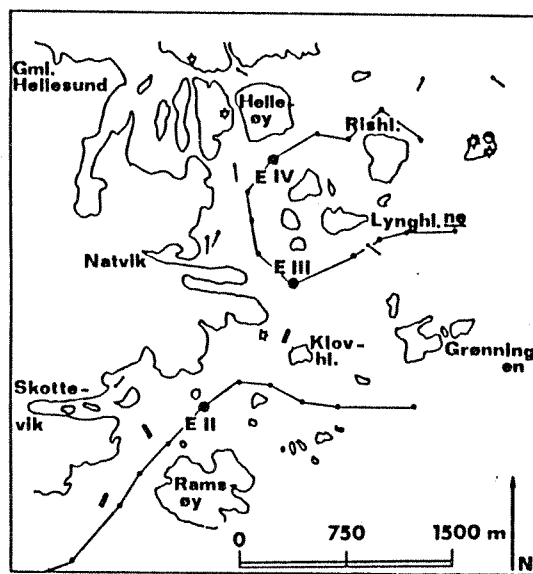 Gml.
Hellesund
Helle-
øy
Rishl.
E IV
Lynghl. ne
Natvik
E III
Klov-
hl.
Grønning
en
Skotte-
vik
E II
Rams-
øy
0 750 1500 m
N